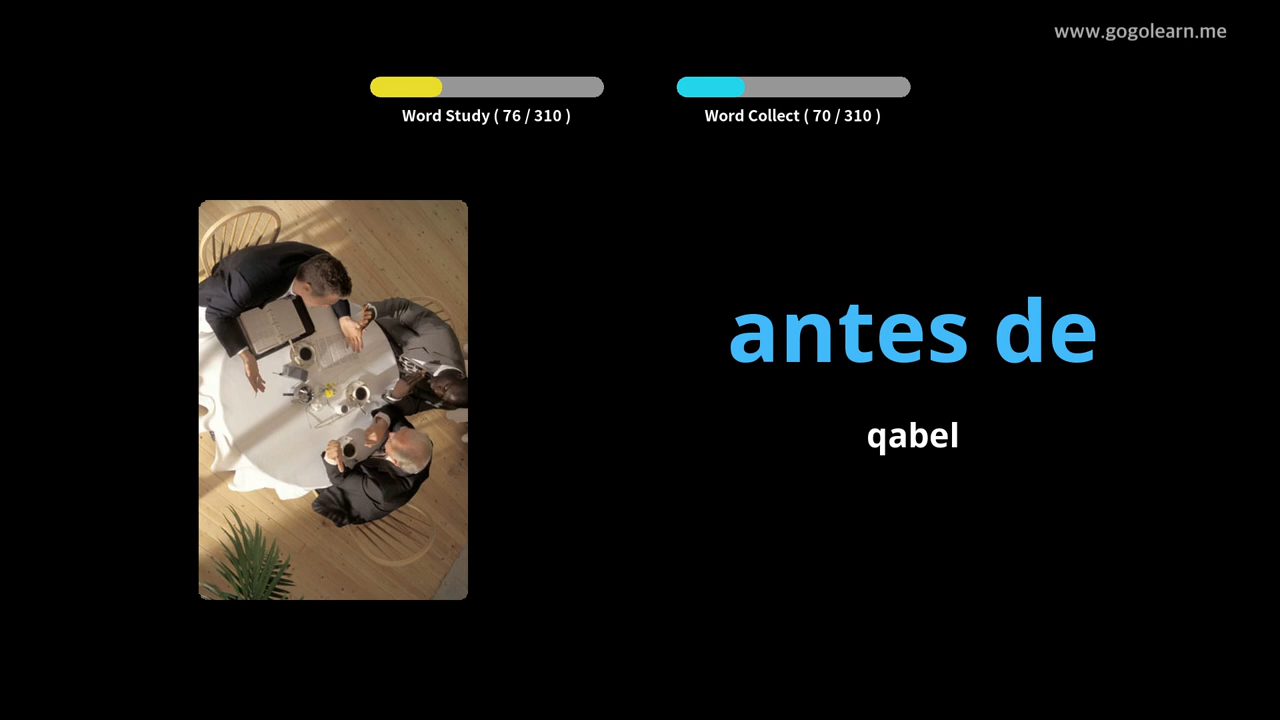 www.gogolearn.me
Word Study ( 76 / 310 )
Word Collect ( 70 / 310 )
antes de
qabel